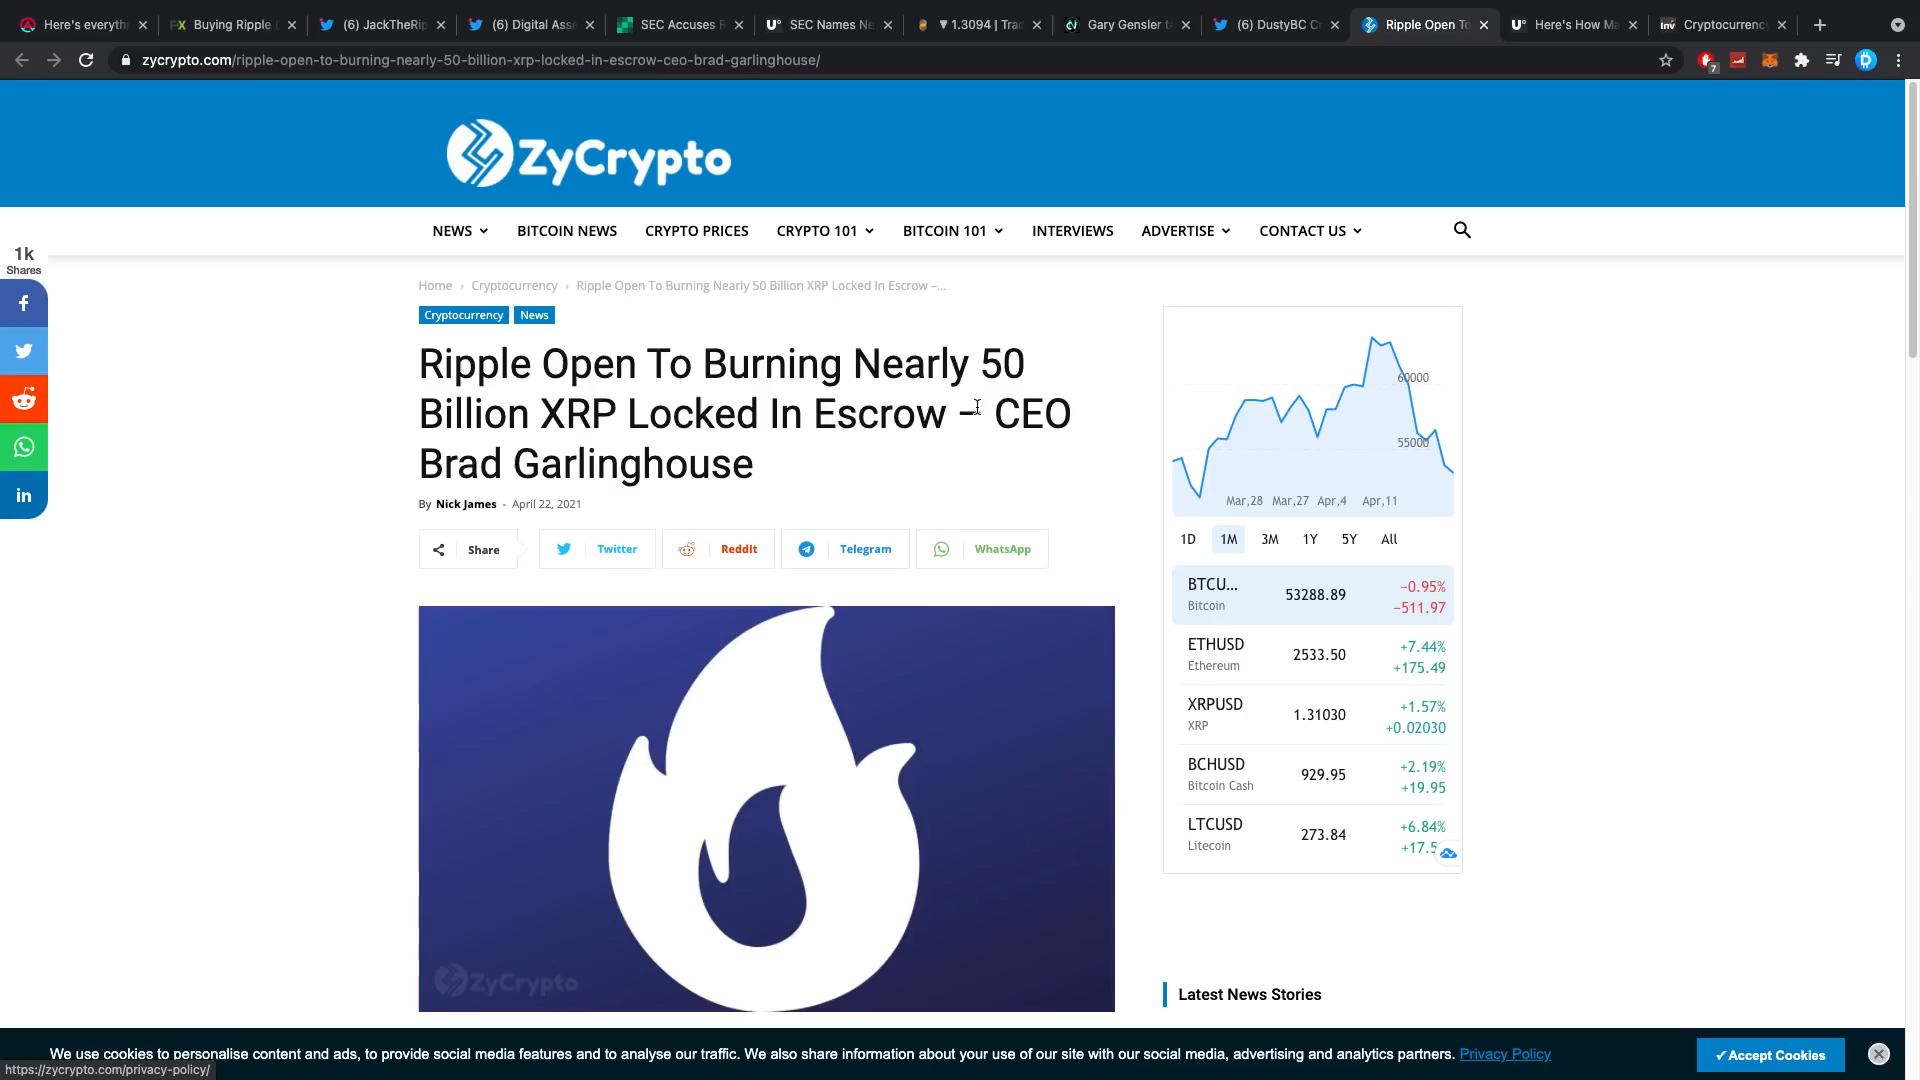 Here's everythi
Buying Ripple (
(6) JackTheRip
(6) Digital Asse
SEC Accuses R
SEC Names Ne
▼ 1.3094 | Trac
Gary Gensler ta
(6) DustyBC Cr
Ripple Open To
Here's How Ma
Inv Cryptocurrency
zycrypto.com/ripple-open-to-burning-nearly-50-billion-xrp-locked-in-escrow-ceo-brad-garlinghouse/
7
ZyCrypto
NEWS BITCOIN NEWS CRYPTO PRICES CRYPTO 101 BITCOIN 101 INTERVIEWS ADVERTISE CONTACT US
1k
Shares
Home › Cryptocurrency › Ripple Open To Burning Nearly 50 Billion XRP Locked In Escrow –...
Cryptocurrency News
Ripple Open To Burning Nearly 50
Billion XRP Locked In Escrow – CEO
Brad Garlinghouse
By Nick James - April 22, 2021
Share Twitter ReddIt Telegram WhatsApp
ZyCrypto
60000
55000
Mar,28 Mar,27 Apr,4 Apr,11
1D 1M 3M 1Y 5Y All
BTCU... 53288.89 −0.95%
Bitcoin −511.97
ETHUSD 2533.50 +7.44%
Ethereum +175.49
XRPUSD 1.31030 +1.57%
XRP +0.02030
BCHUSD 929.95 +2.19%
Bitcoin Cash +19.95
LTCUSD 273.84 +6.84%
Litecoin +17.5
Latest News Stories
We use cookies to personalise content and ads, to provide social media features and to analyse our traffic. We also share information about your use of our site with our social media, advertising and analytics partners. Privacy Policy
✓Accept Cookies
https://zycrypto.com/privacy-policy/